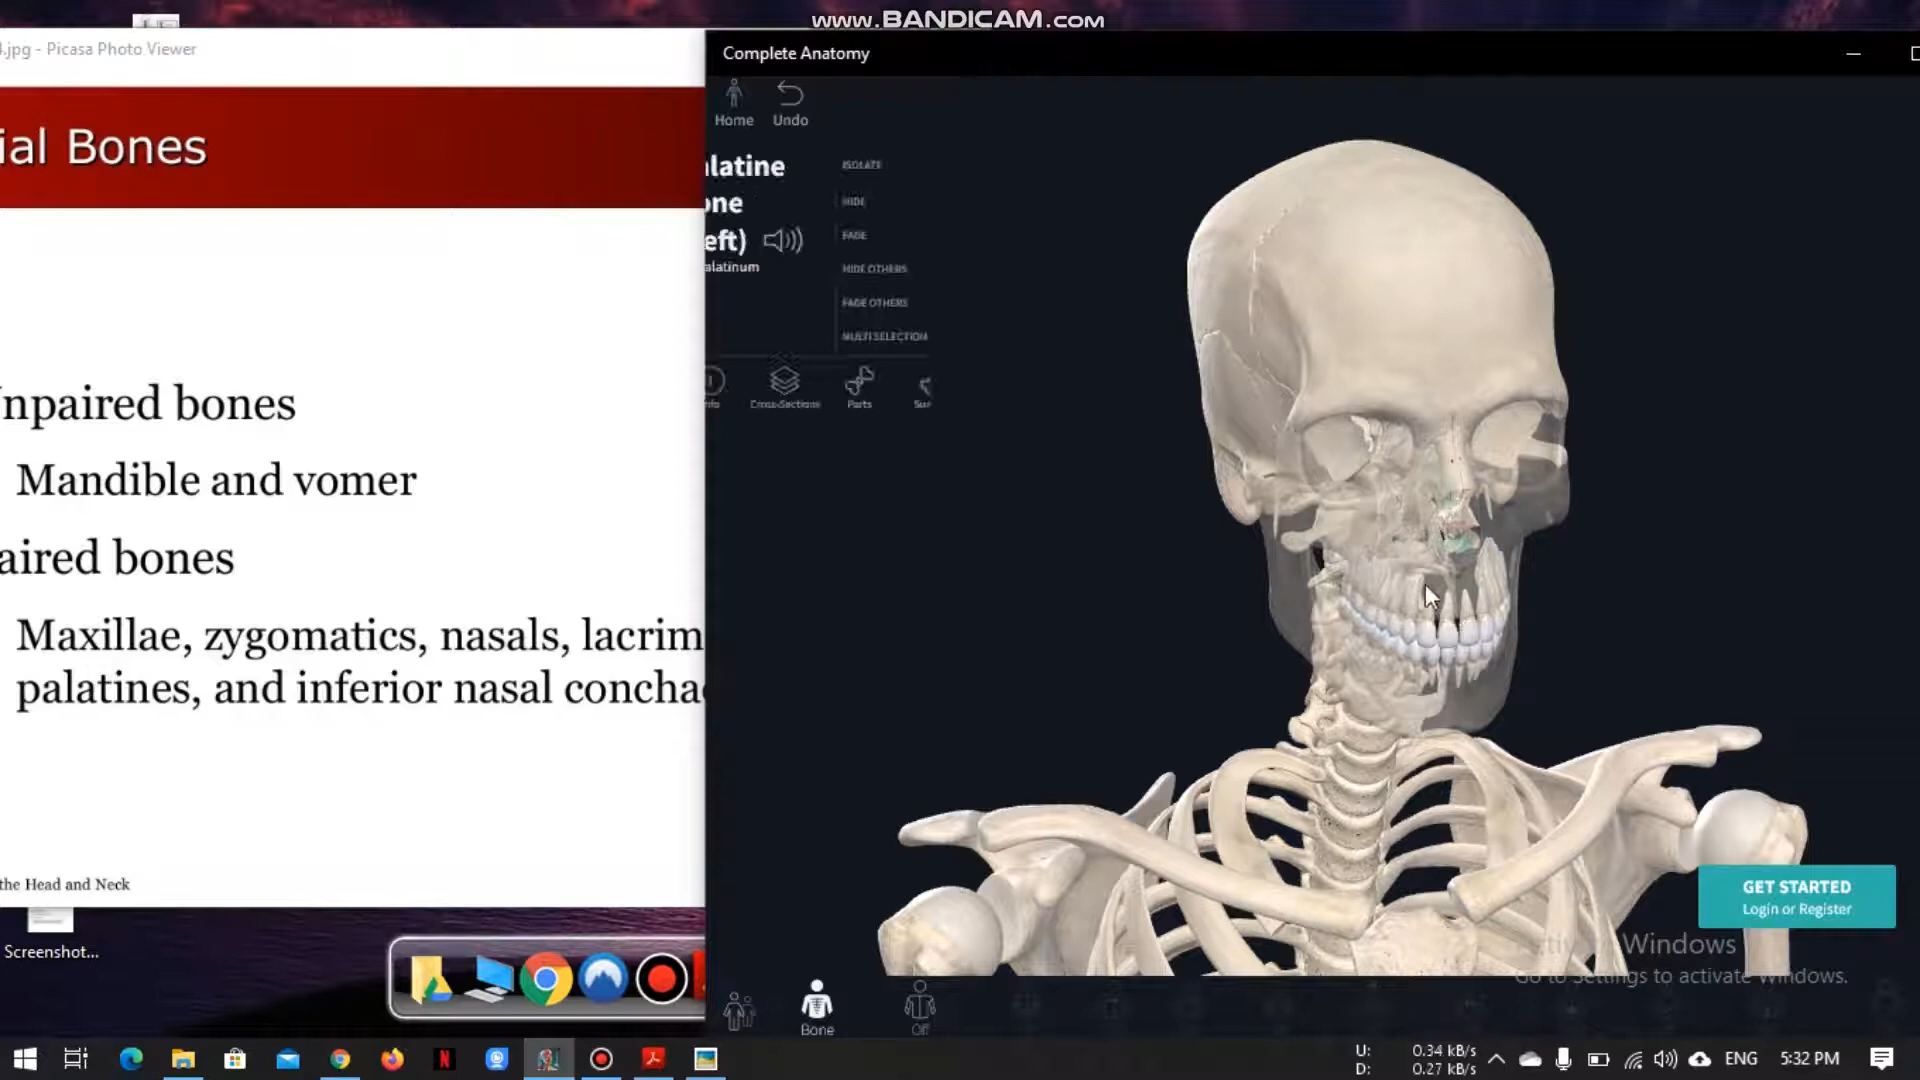 www.BANDICAM.com
4.jpg - Picasa Photo Viewer
ial Bones
npaired bones
Mandible and vomer
aired bones
Maxillae, zygomatics, nasals, lacrim
palatines, and inferior nasal concha
the Head and Neck
Screenshot...
Complete Anatomy
Home
Undo
latine
one
eft)
alatinum
ISOLATE
HIDE
FADE
HIDE OTHERS
FADE OTHERS
MULTISELECTION
Info
Cross-Sections
Parts
GET STARTED
Login or Register
Windows
Go to Settings to activate Windows.
Bone
Off
U: 0.34 kB/s
D: 0.27 kB/s
ENG
5:32 PM